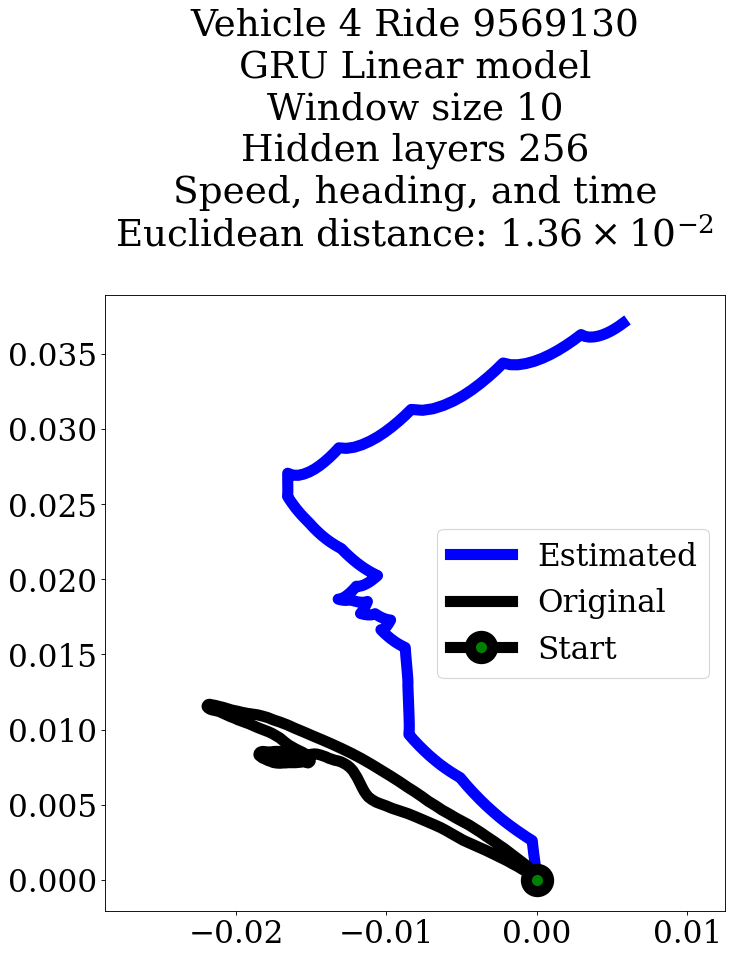 Vehicle 4 Ride 9569130
GRU Linear model
Window size 10
Hidden layers 256
Speed, heading, and time
Euclidean distance: 1.36 × 10⁻²
0.035
0.030
0.025
0.020
0.015
0.010
0.005
0.000
Estimated
Original
Start
−0.02 −0.01 0.00 0.01